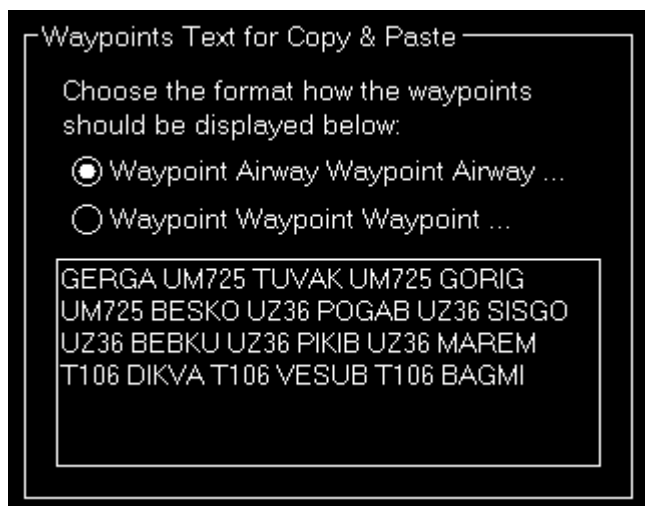 Waypoints Text for Copy & Paste
Choose the format how the waypoints
should be displayed below:
Waypoint Airway Waypoint Airway ...
Waypoint Waypoint Waypoint ...
GERGA UM725 TUVAK UM725 GORIG
UM725 BESKO UZ36 POGAB UZ36 SISGO
UZ36 BEBKU UZ36 PIKIB UZ36 MAREM
T106 DIKVA T106 VESUB T106 BAGMI